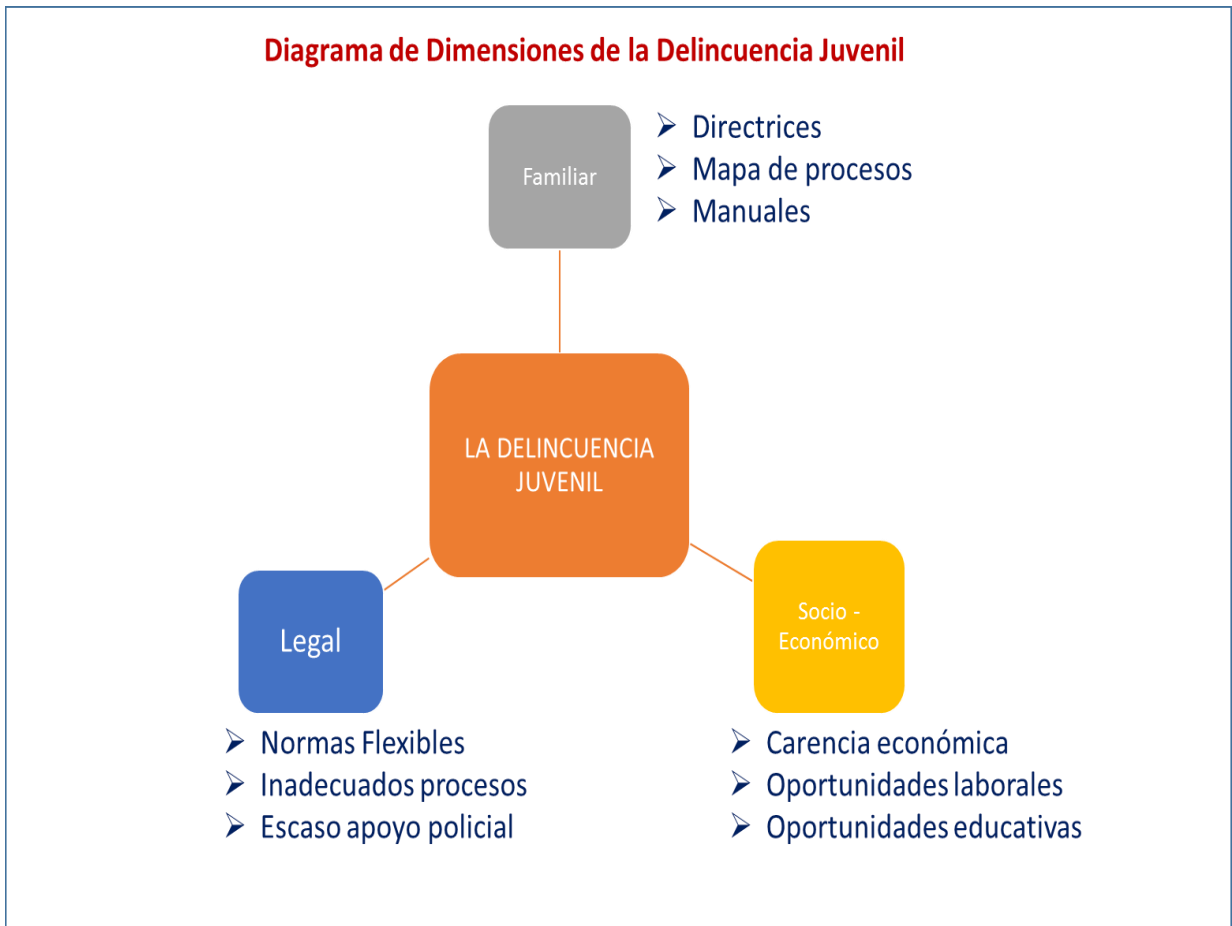 Diagrama de Dimensiones de la Delincuencia Juvenil
Familiar
➢ Directrices
➢ Mapa de procesos
➢ Manuales
LA DELINCUENCIA
JUVENIL
Legal
➢ Normas Flexibles
➢ Inadecuados procesos
➢ Escaso apoyo policial
Socio -
Económico
➢ Carencia económica
➢ Oportunidades laborales
➢ Oportunidades educativas